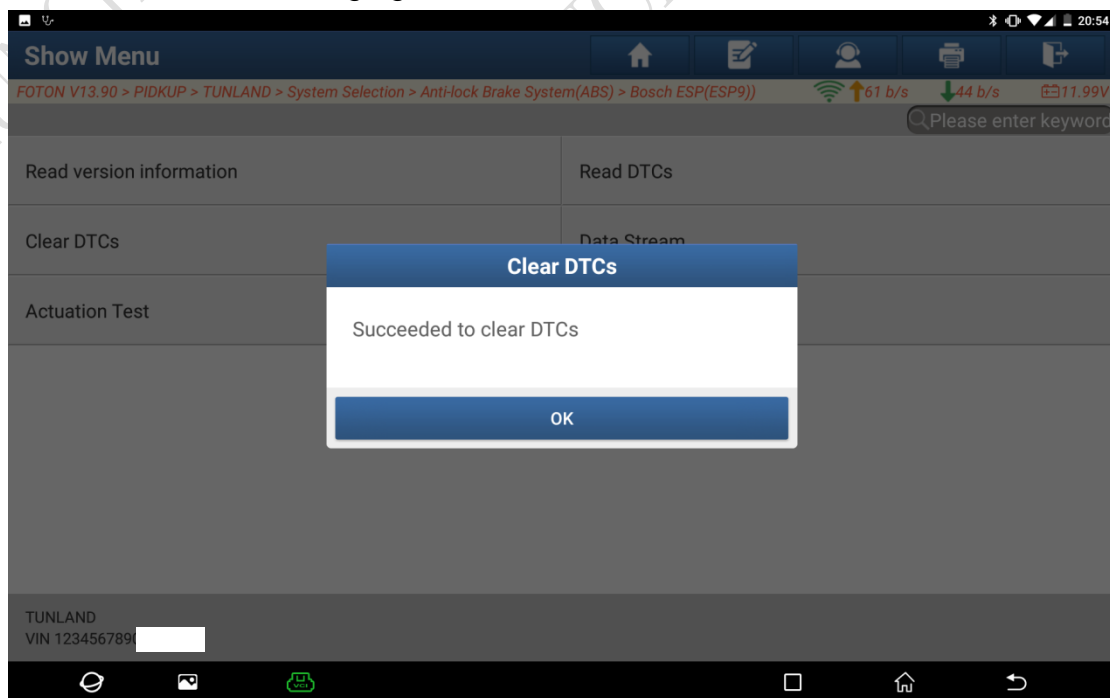 20:54
Show Menu
FOTON V13.90 > PIDKUP > TUNLAND > System Selection > Anti-lock Brake System(ABS) > Bosch ESP(ESP9)) 61 b/s 44 b/s 11.99V
Please enter keyword
Read version information Read DTCs
Clear DTCs Data Stream
Clear DTCs
Actuation Test
Succeeded to clear DTCs
OK
TUNLAND
VIN 1234567890
VCI